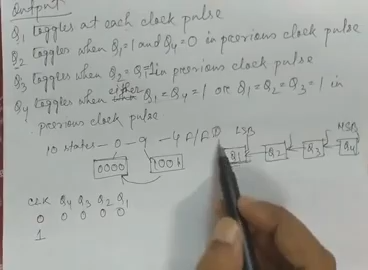 Output
Q1 toggles at each clock pulse
Q2 toggles when Q1=1 and Q4=0 in previous clock pulse
Q3 toggles when Q2=Q1=1 in previous clock pulse
Q4 toggles when either Q1=Q4=1 or Q1=Q2=Q3=1 in
previous clock pulse
10 states - 0-9 - 4 F/F
0000 1001
LSB MSB
Q1 Q2 Q3 Q4
CLK Q4 Q3 Q2 Q1
0 0 0 0 0
1